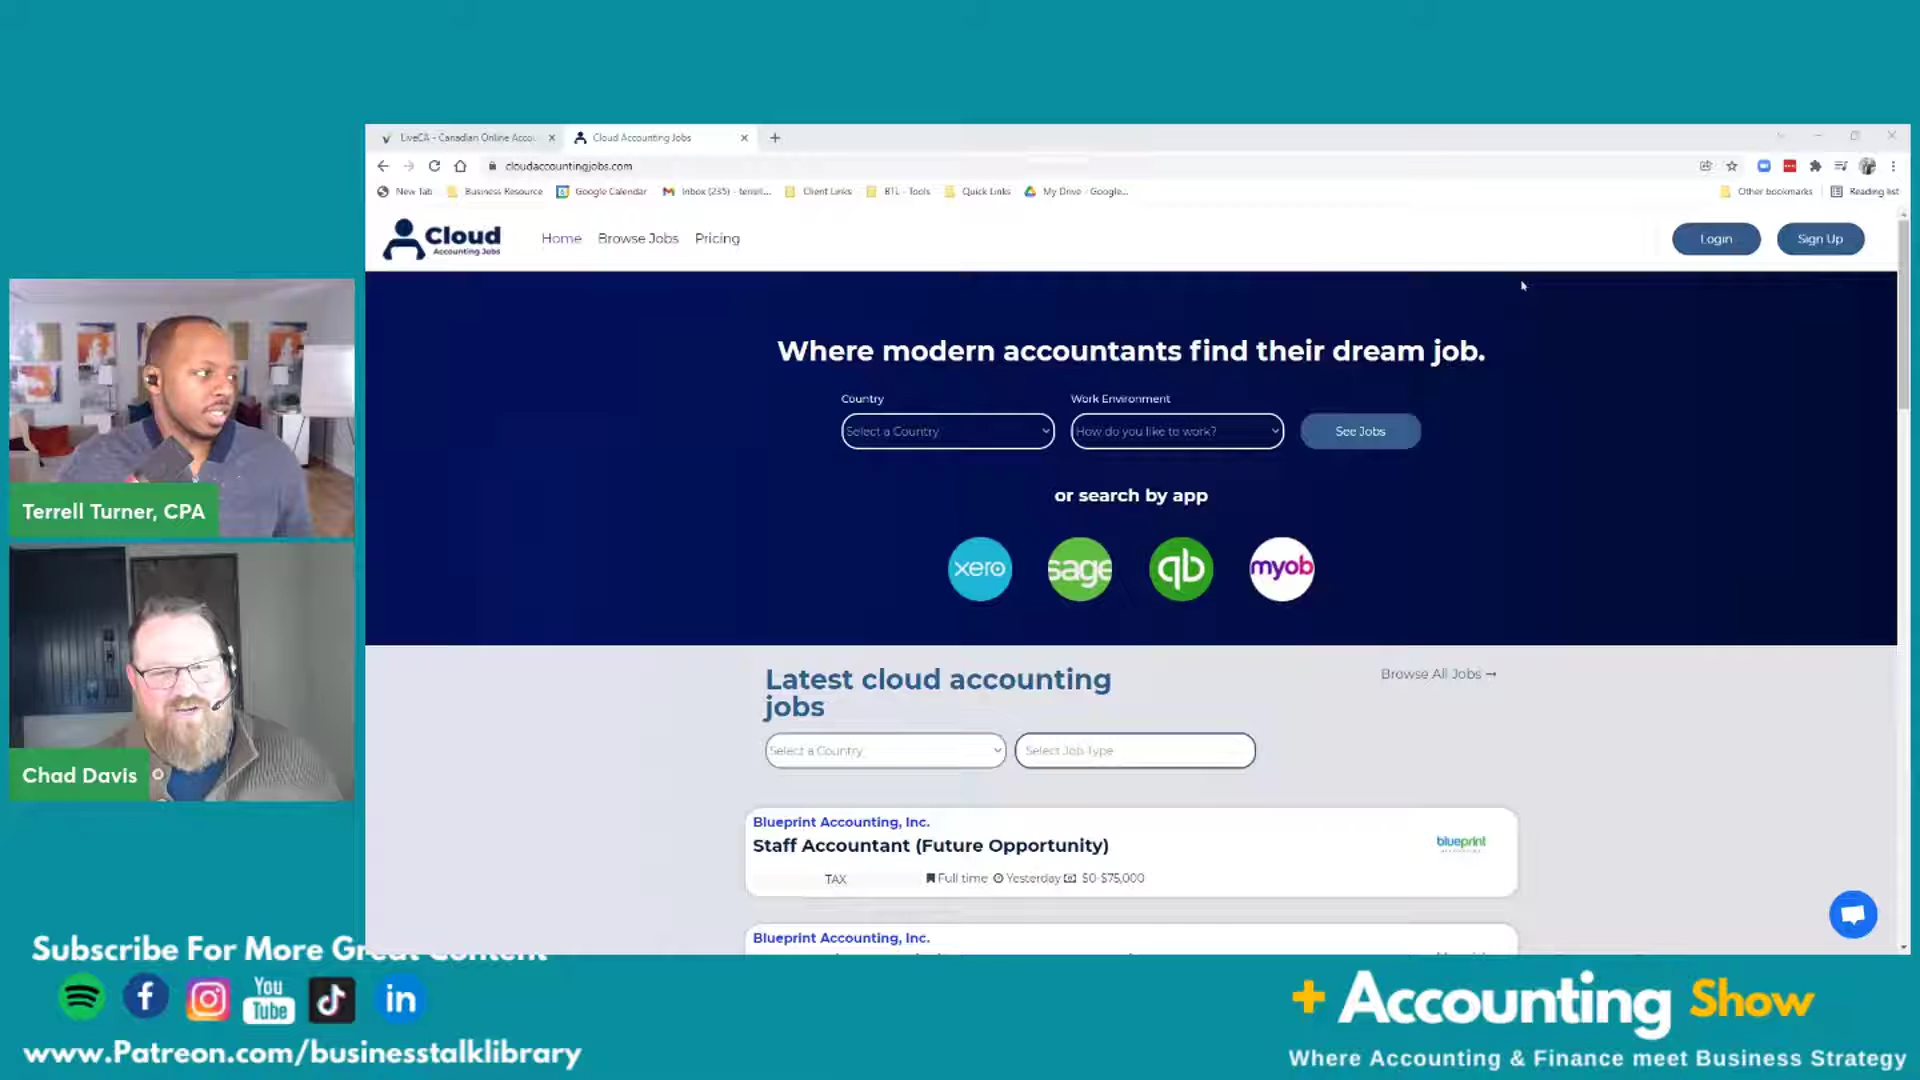 LiveCA - Canadian Online Accou
Cloud Accounting Jobs
cloudaccountingjobs.com
New Tab
Business Resource
Google Calendar
Inbox (235) - terrell...
Client Links
BTL - Tools
Quick Links
My Drive - Google...
Other bookmarks
Reading list
Cloud
Accounting Jobs
Home
Browse Jobs
Pricing
Login
Sign Up
Where modern accountants find their dream job.
Country
Work Environment
Select a Country
How do you like to work?
See Jobs
or search by app
xero
sage
qb
myob
Latest cloud accounting
jobs
Browse All Jobs →
Select a Country
Select Job Type
Blueprint Accounting, Inc.
Staff Accountant (Future Opportunity)
blueprint
TAX
Full time
Yesterday
$0-$75,000
Blueprint Accounting, Inc.
Terrell Turner, CPA
Chad Davis
Subscribe For More Great Content
You
Tube
in
www.Patreon.com/businesstalklibrary
+ Accounting Show
Where Accounting & Finance meet Business Strategy